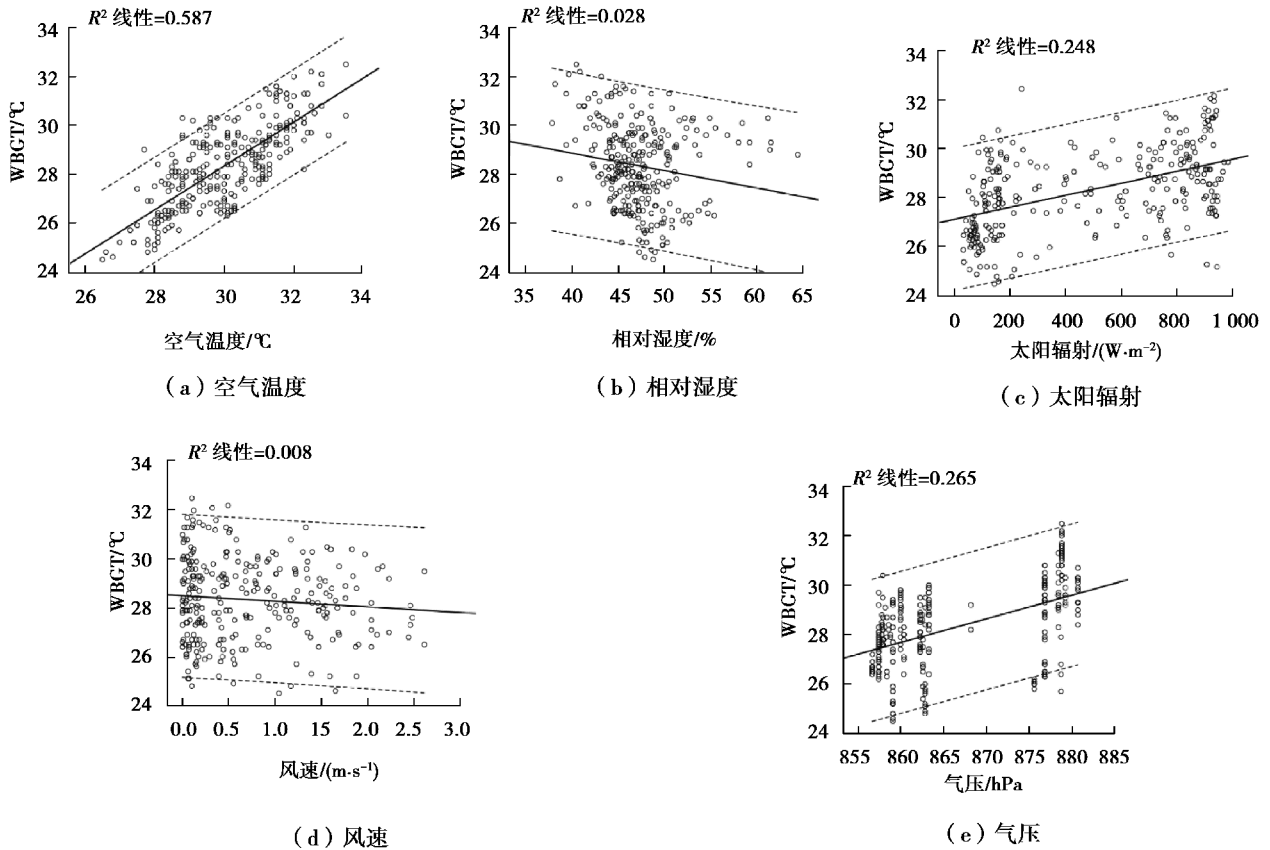 R² 线性=0.587
34
32
30
28
26
24
WBGT/℃
26 28 30 32 34
空气温度/℃
(a)空气温度
R² 线性=0.028
34
32
30
28
26
24
WBGT/℃
35 40 45 50 55 60 65
相对湿度/%
(b)相对湿度
R² 线性=0.248
34
32
30
28
26
24
WBGT/℃
0 200 400 600 800 1 000
太阳辐射/(W·m⁻²)
(c)太阳辐射
R² 线性=0.008
34
32
30
28
26
24
WBGT/℃
0.0 0.5 1.0 1.5 2.0 2.5 3.0
风速/(m·s⁻¹)
(d)风速
R² 线性=0.265
34
32
30
28
26
24
WBGT/℃
855 860 865 870 875 880 885
气压/hPa
(e)气压